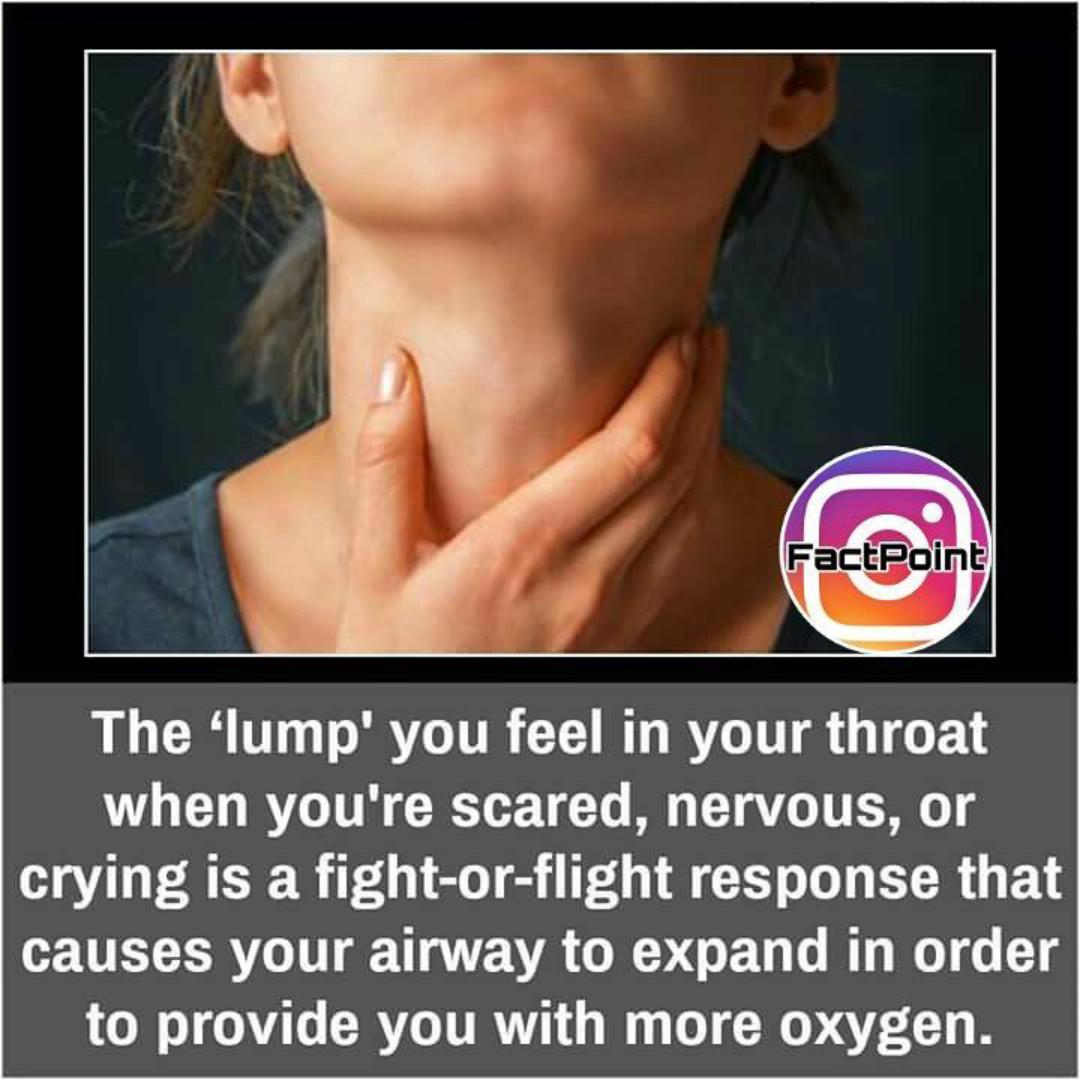 FactPoint
The ‘lump' you feel in your throat
when you're scared, nervous, or
crying is a fight-or-flight response that
causes your airway to expand in order
to provide you with more oxygen.